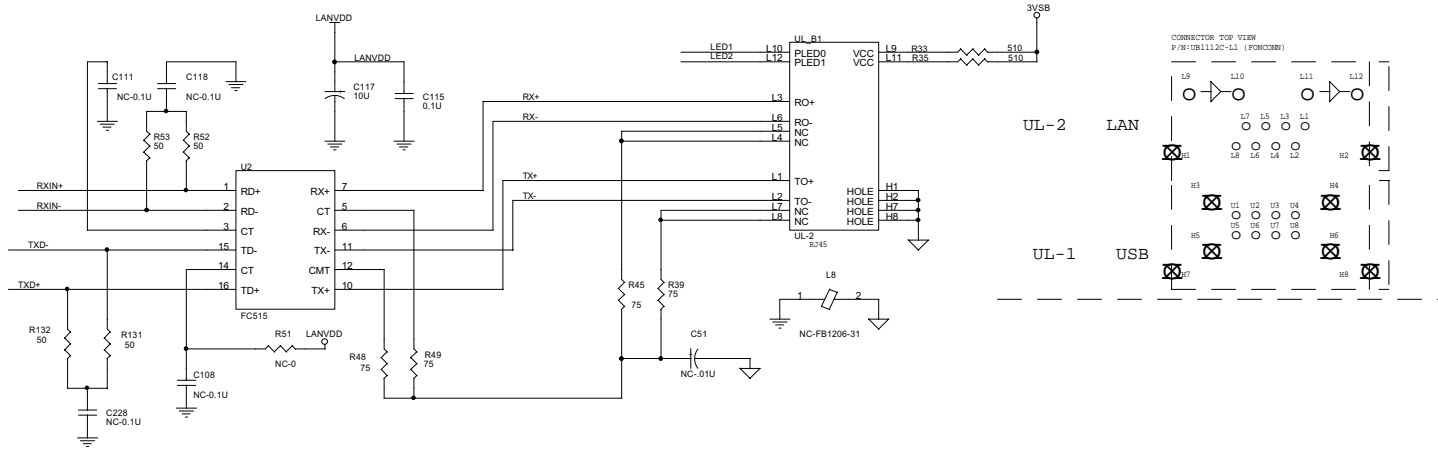 3VSB
LANVDD
UL_B1
LED1 L10 PLED0 VCC L9 R33 510
LED2 L12 PLED1 VCC L11 R35 510
CONNECTOR TOP VIEW
P/N:UB1112C-L1 (FONCONN)
LANVDD
C111
NC-0.1U
C118
NC-0.1U
C117
10U
C115
0.1U
L9 L10 L11 L12
RX+ L3 RO+
RX- L6 RO-
L5 NC
L4 NC
UL-2 LAN
L7 L5 L3 L1
L8 L6 L4 L2
H1 H2
R53
50
R52
50
U2
RXIN+ 1 RD+ RX+ 7
RXIN- 2 RD- CT 5
3 CT RX- 6
TXD- 15 TD- TX- 11
14 CT CMT 12
TXD+ 16 TD+ TX+ 10
FC515
TX+ L1 TO+
TX- L2 TO-
L7 NC
L8 NC
HOLE H1
HOLE H2
HOLE H7
HOLE H8
UL-2
RJ45
H3 H4
U1 U2 U3 U4
U5 U6 U7 U8
H5 H6
UL-1 USB
H7 H8
R45
75
R39
75
L8
1 2
NC-FB1206-31
R132
50
R131
50
R51 LANVDD
NC-0
R48
75
R49
75
C51
NC-.01U
C108
NC-0.1U
C228
NC-0.1U